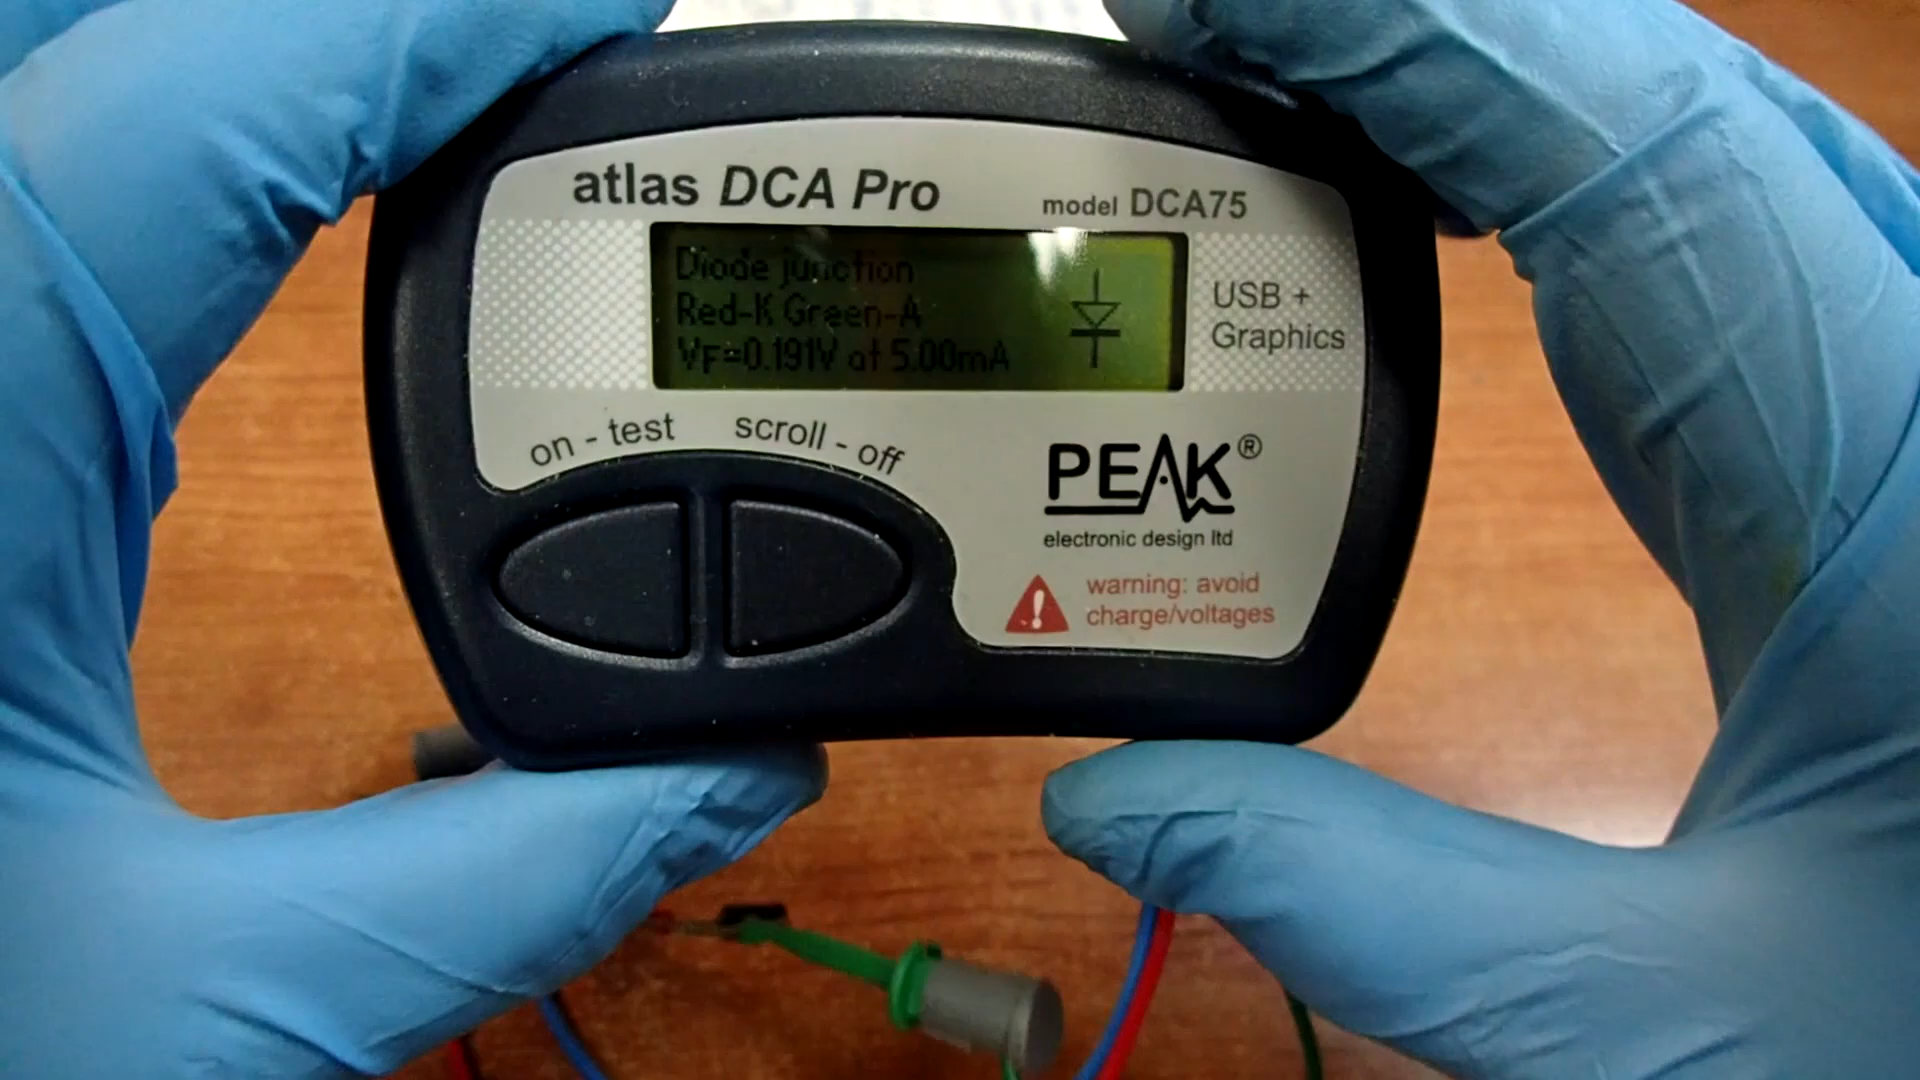 atlas DCA Pro
model DCA75
Diode junction
Red-K Green-A
VF=0.191V at 5.00mA
USB +
Graphics
on - test
scroll - off
PEAK®
electronic design ltd
warning: avoid
charge/voltages